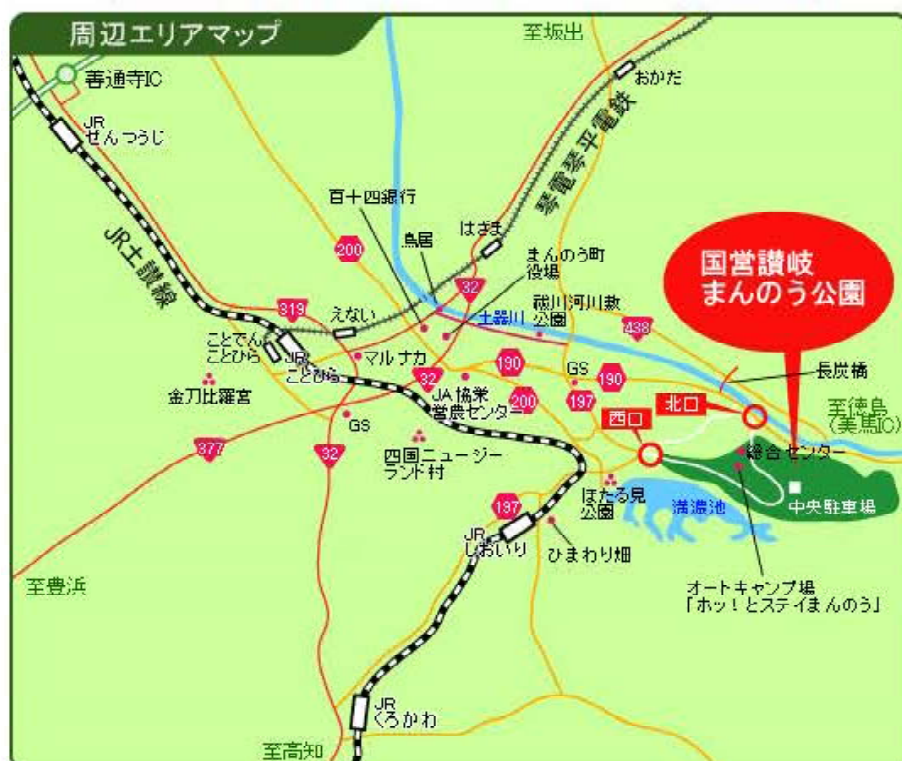 周辺エリアマップ
至坂出
善通寺IC
おかだ
JR
ぜんつうじ
琴電琴平電鉄
百十四銀行
はざま
鳥居
200
まんのう町
役場
国営讃岐
まんのう公園
JR土讃線
32
319
えない
土器川
祓川河川敷
公園
438
ことでん
ことひら
JR
ことひら
マルナカ
190
GS
190
長炭橋
金刀比羅宮
32
JA協栄
営農センター
200
197
西口
北口
至徳島
(美馬IC)
GS
377
32
四国ニュージー
ランド村
総合センター
ほたる見
公園
満濃池
中央駐車場
197
JR
しおいり
ひまわり畑
至豊浜
オートキャンプ場
「ホッ!とステイまんのう」
JR
くろかわ
至高知